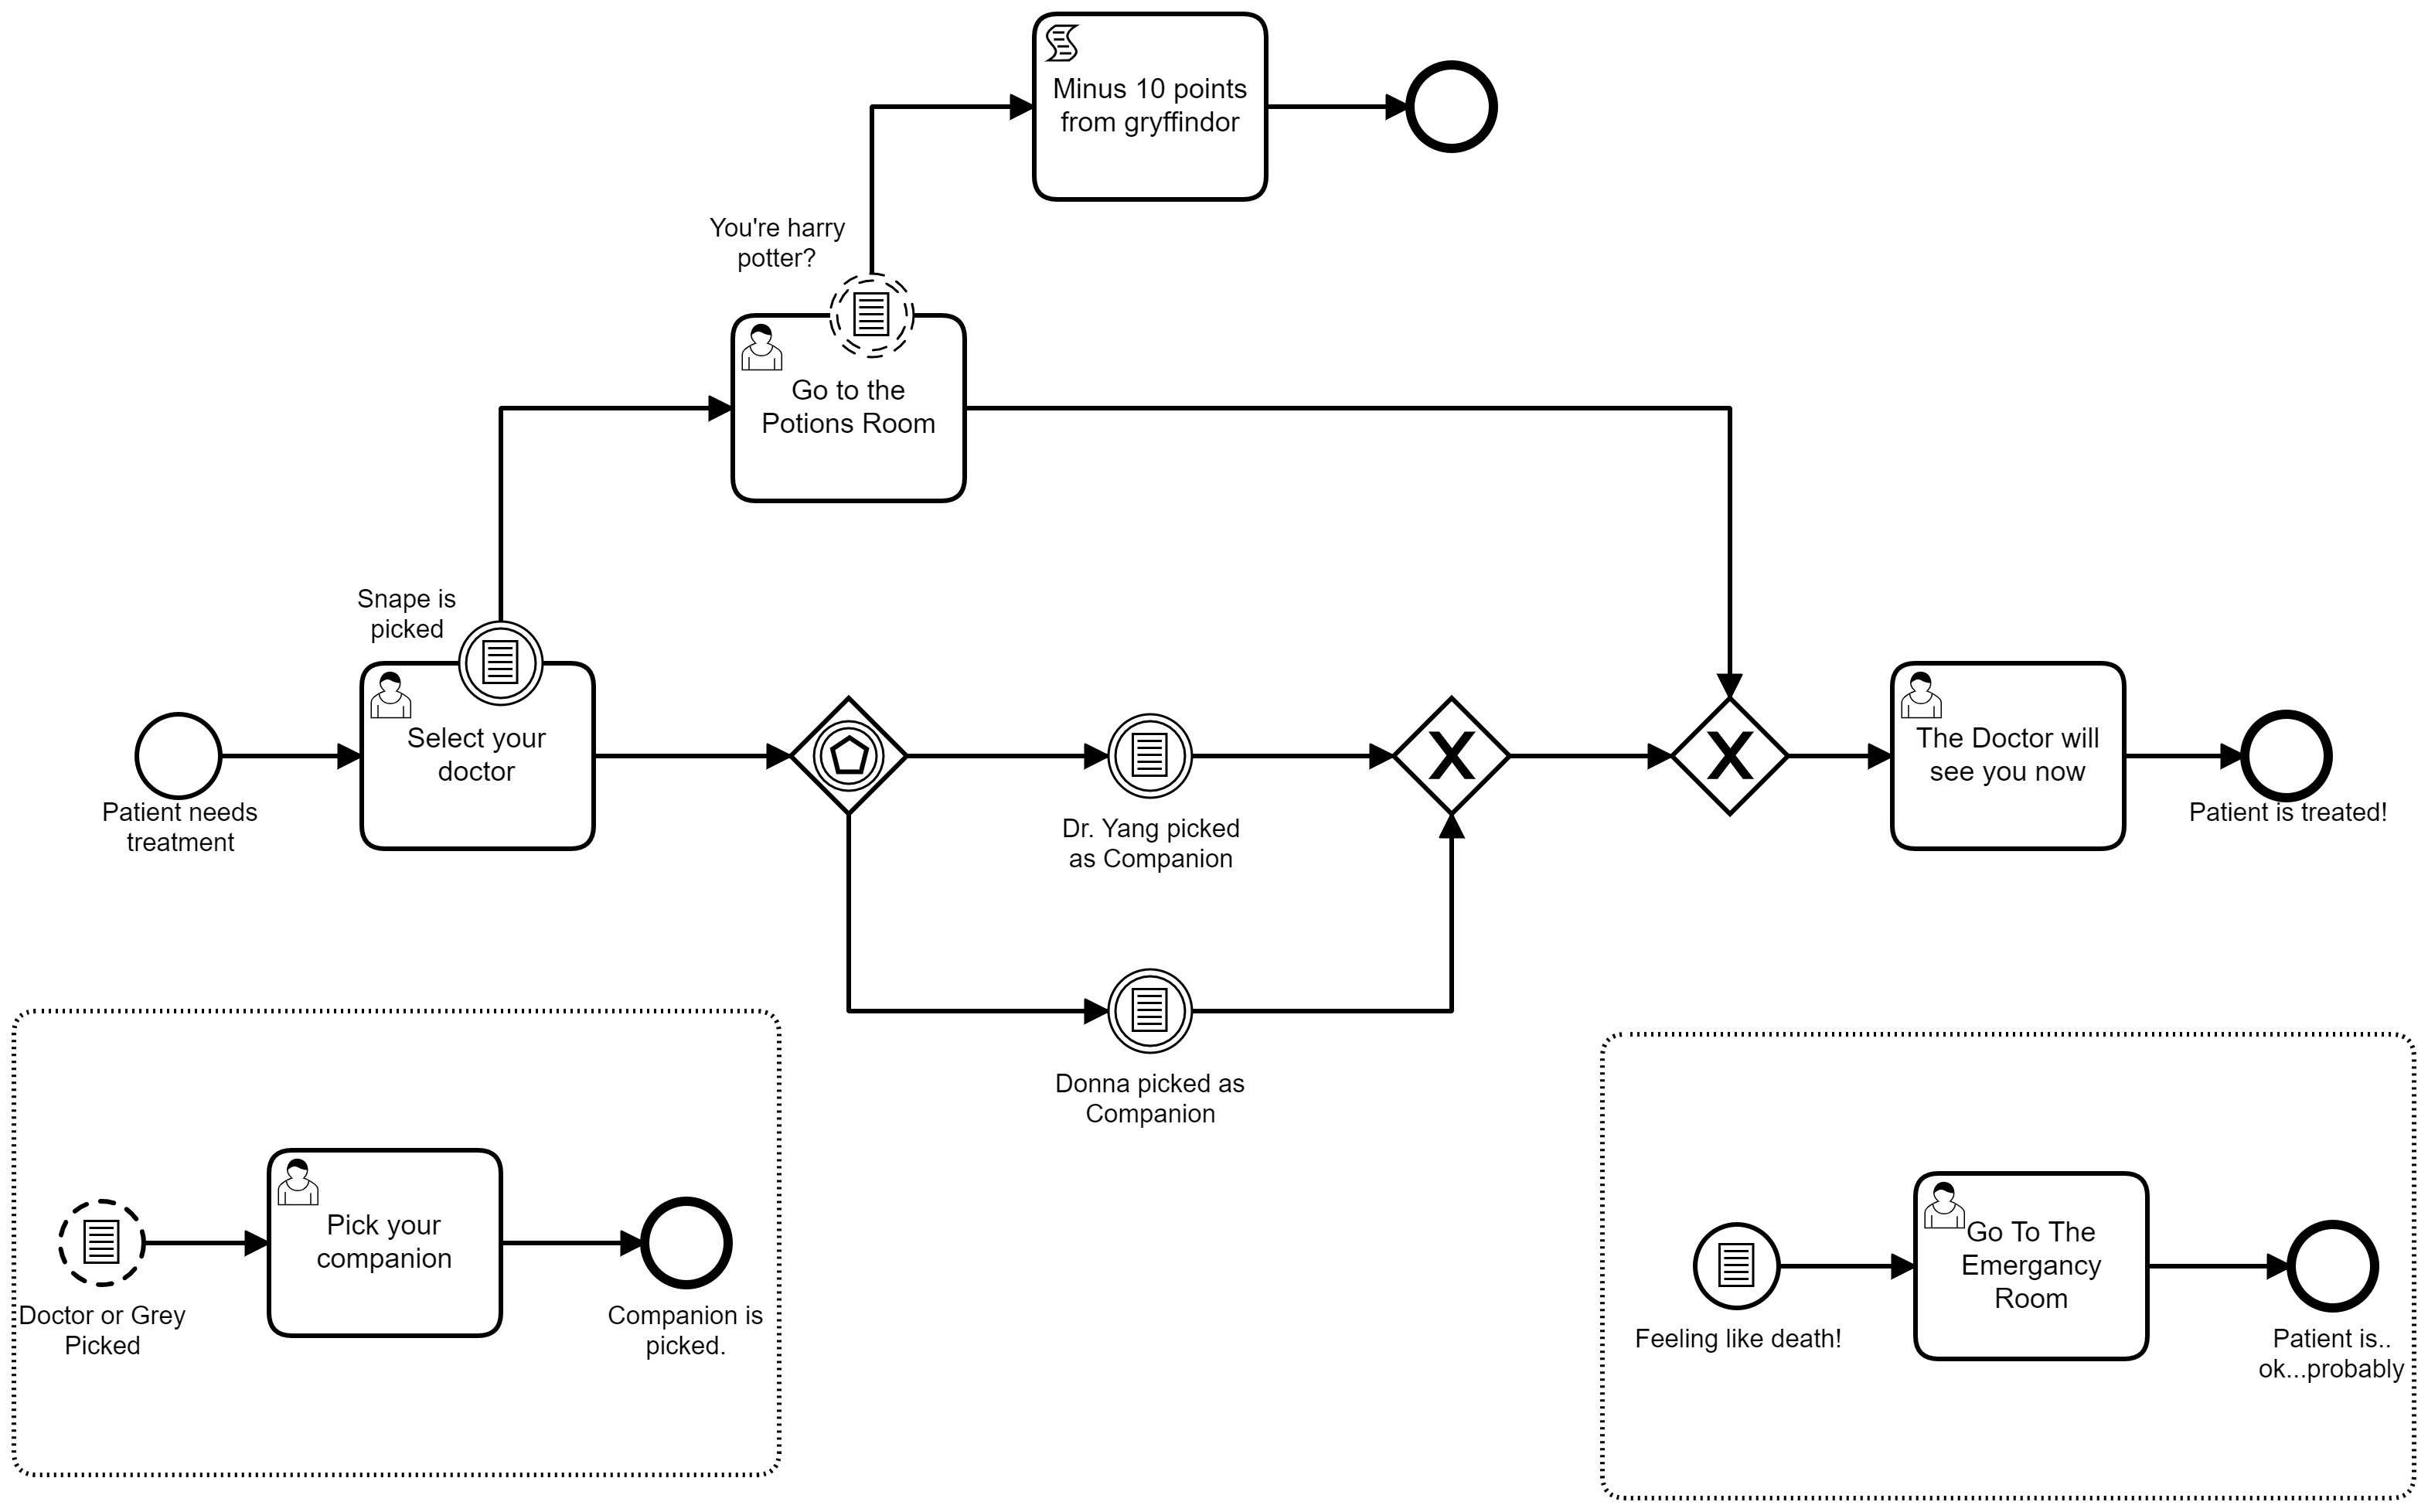 Minus 10 points
from gryffindor
You're harry
potter?
Go to the
Potions Room
Snape is
picked
Select your
doctor
Patient needs
treatment
X
X
The Doctor will
see you now
Patient is treated!
Dr. Yang picked
as Companion
Donna picked as
Companion
Pick your
companion
Doctor or Grey
Picked
Companion is
picked.
Go To The
Emergancy
Room
Feeling like death!
Patient is..
ok...probably